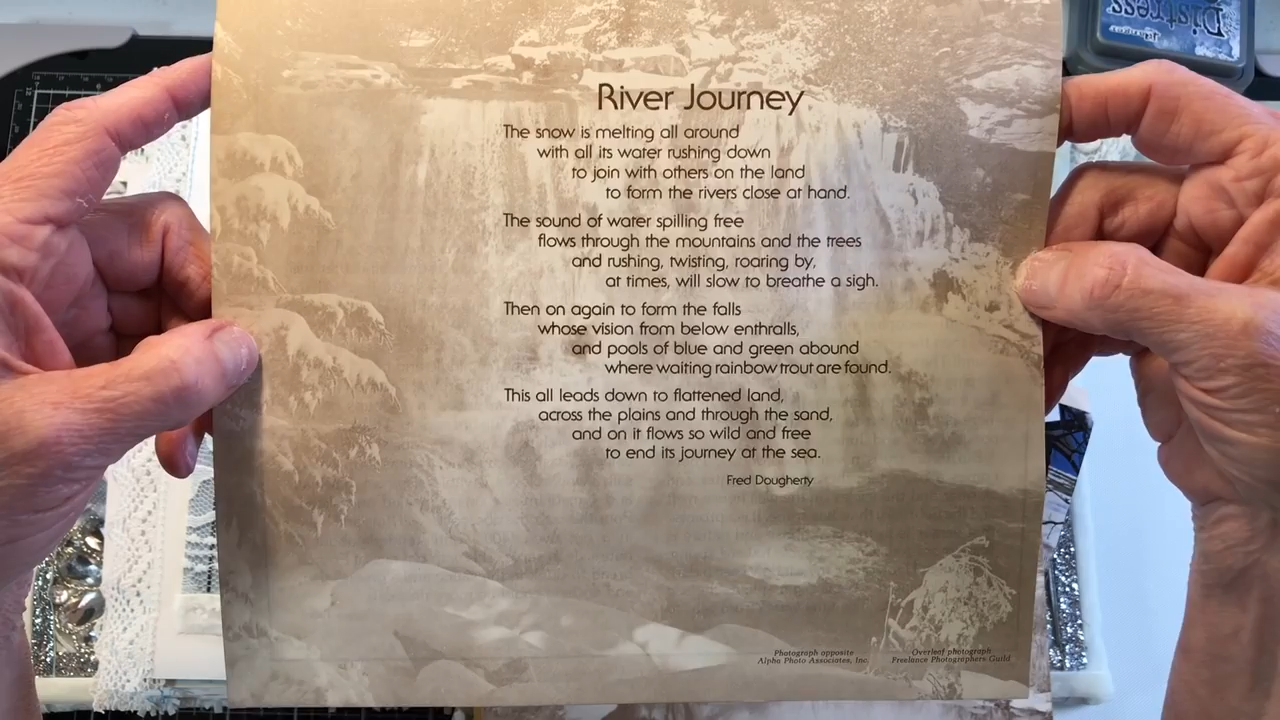 Distress
River Journey
The snow is melting all around
with all its water rushing down
to join with others on the land
to form the rivers close at hand.
The sound of water spilling free
flows through the mountains and the trees
and rushing, twisting, roaring by,
at times, will slow to breathe a sigh.
Then on again to form the falls
whose vision from below enthralls,
and pools of blue and green abound
where waiting rainbow trout are found.
This all leads down to flattened land,
across the plains and through the sand,
and on it flows so wild and free
to end its journey at the sea.
Fred Dougherty
Photograph opposite
Alpha Photo Associates, Inc.
Overleaf photograph
Freelance Photographers Guild